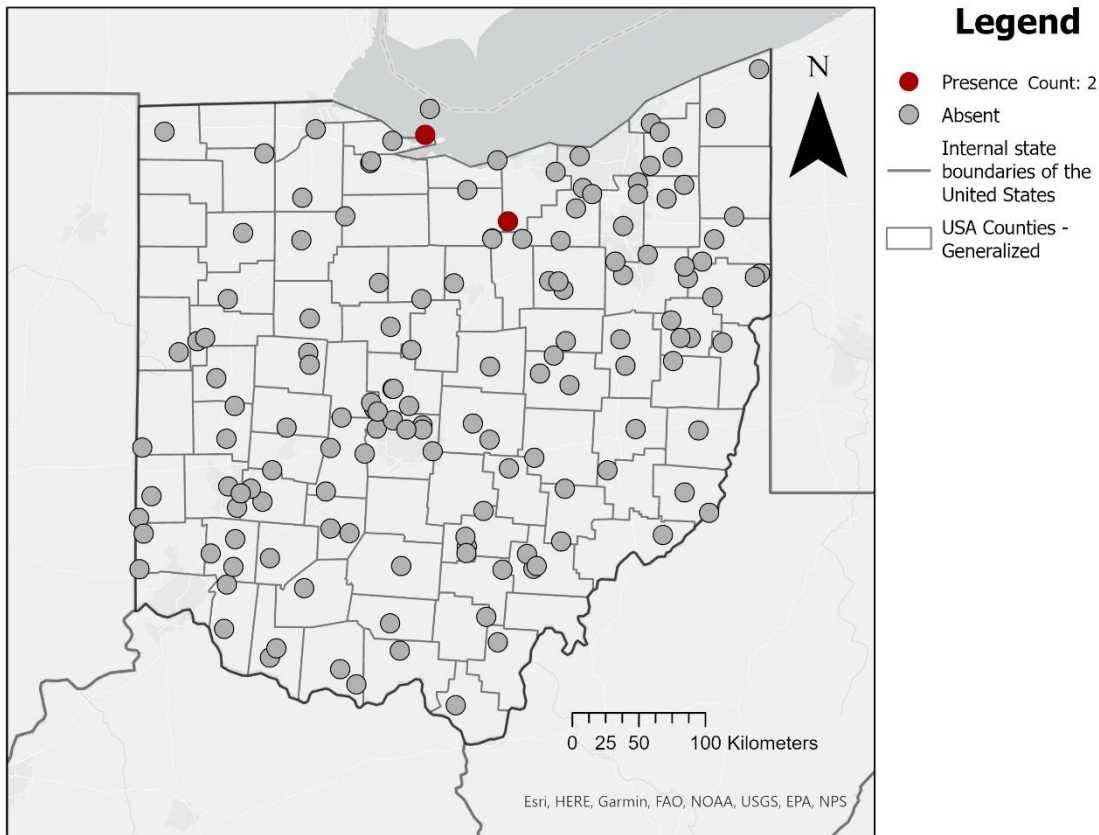 Legend
N
Presence Count: 2
Absent
Internal state
boundaries of the
United States
USA Counties -
Generalized
0 25 50 100 Kilometers
Esri, HERE, Garmin, FAO, NOAA, USGS, EPA, NPS